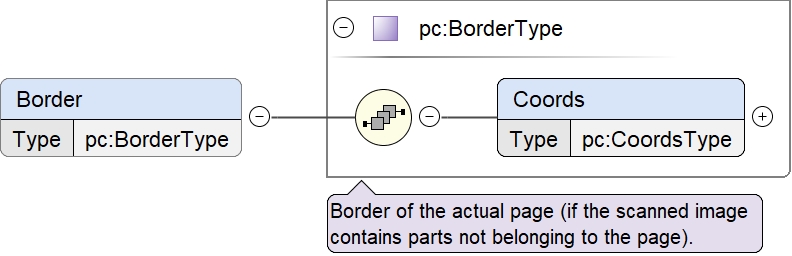 pc:BorderType
Border
Type pc:BorderType
Coords
Type pc:CoordsType
Border of the actual page (if the scanned image
contains parts not belonging to the page).